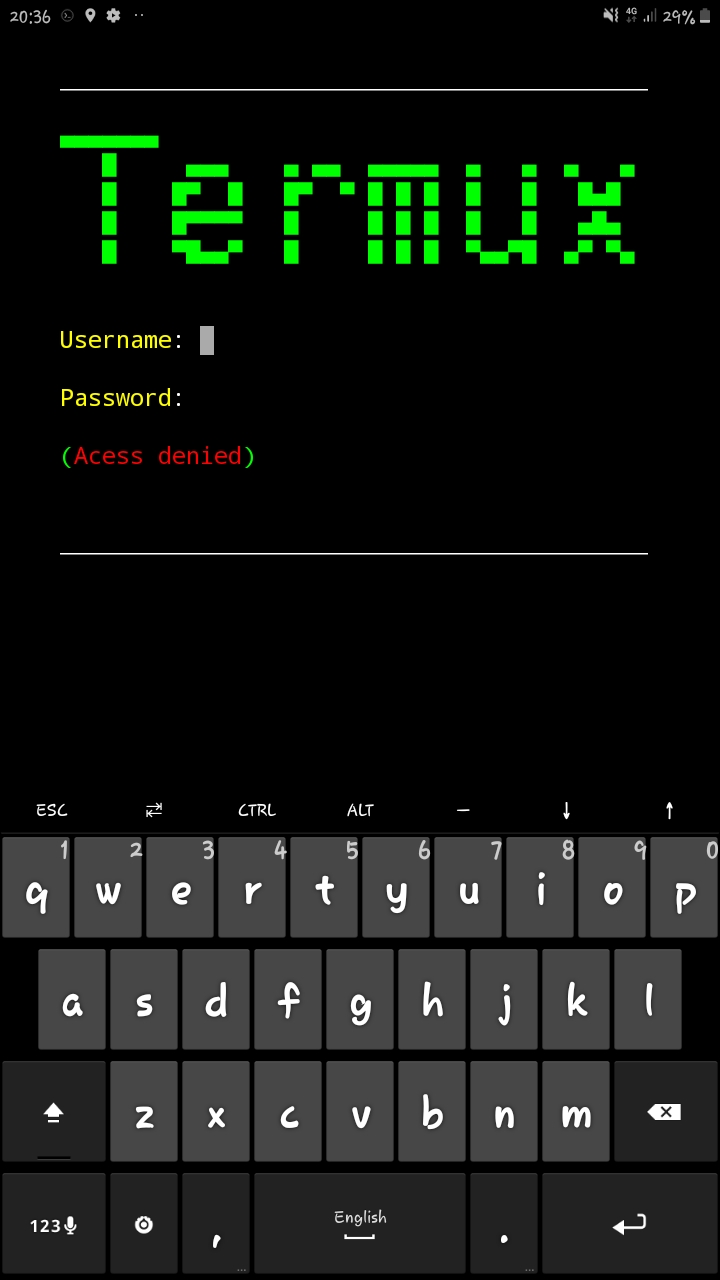 20:36 4G 29%
Termux
Username:
Password:
(Acess denied)
ESC CTRL ALT —
1 2 3 4 5 6 7 8 9 0
q w e r t y u i o p
a s d f g h j k l
z x c v b n m
123 , English .